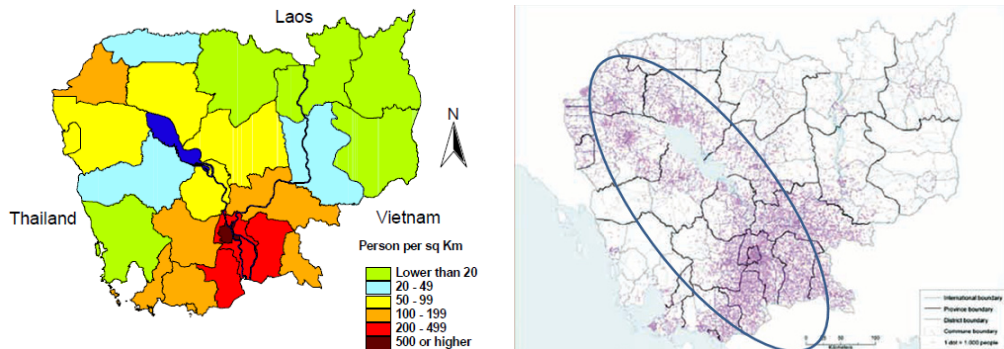 Laos
N
Thailand
Vietnam
Person per sq Km
Lower than 20
20 - 49
50 - 99
100 - 199
200 - 499
500 or higher
International boundary
Province boundary
District boundary
Commune boundary
1 dot = 1,000 people
Kilometers